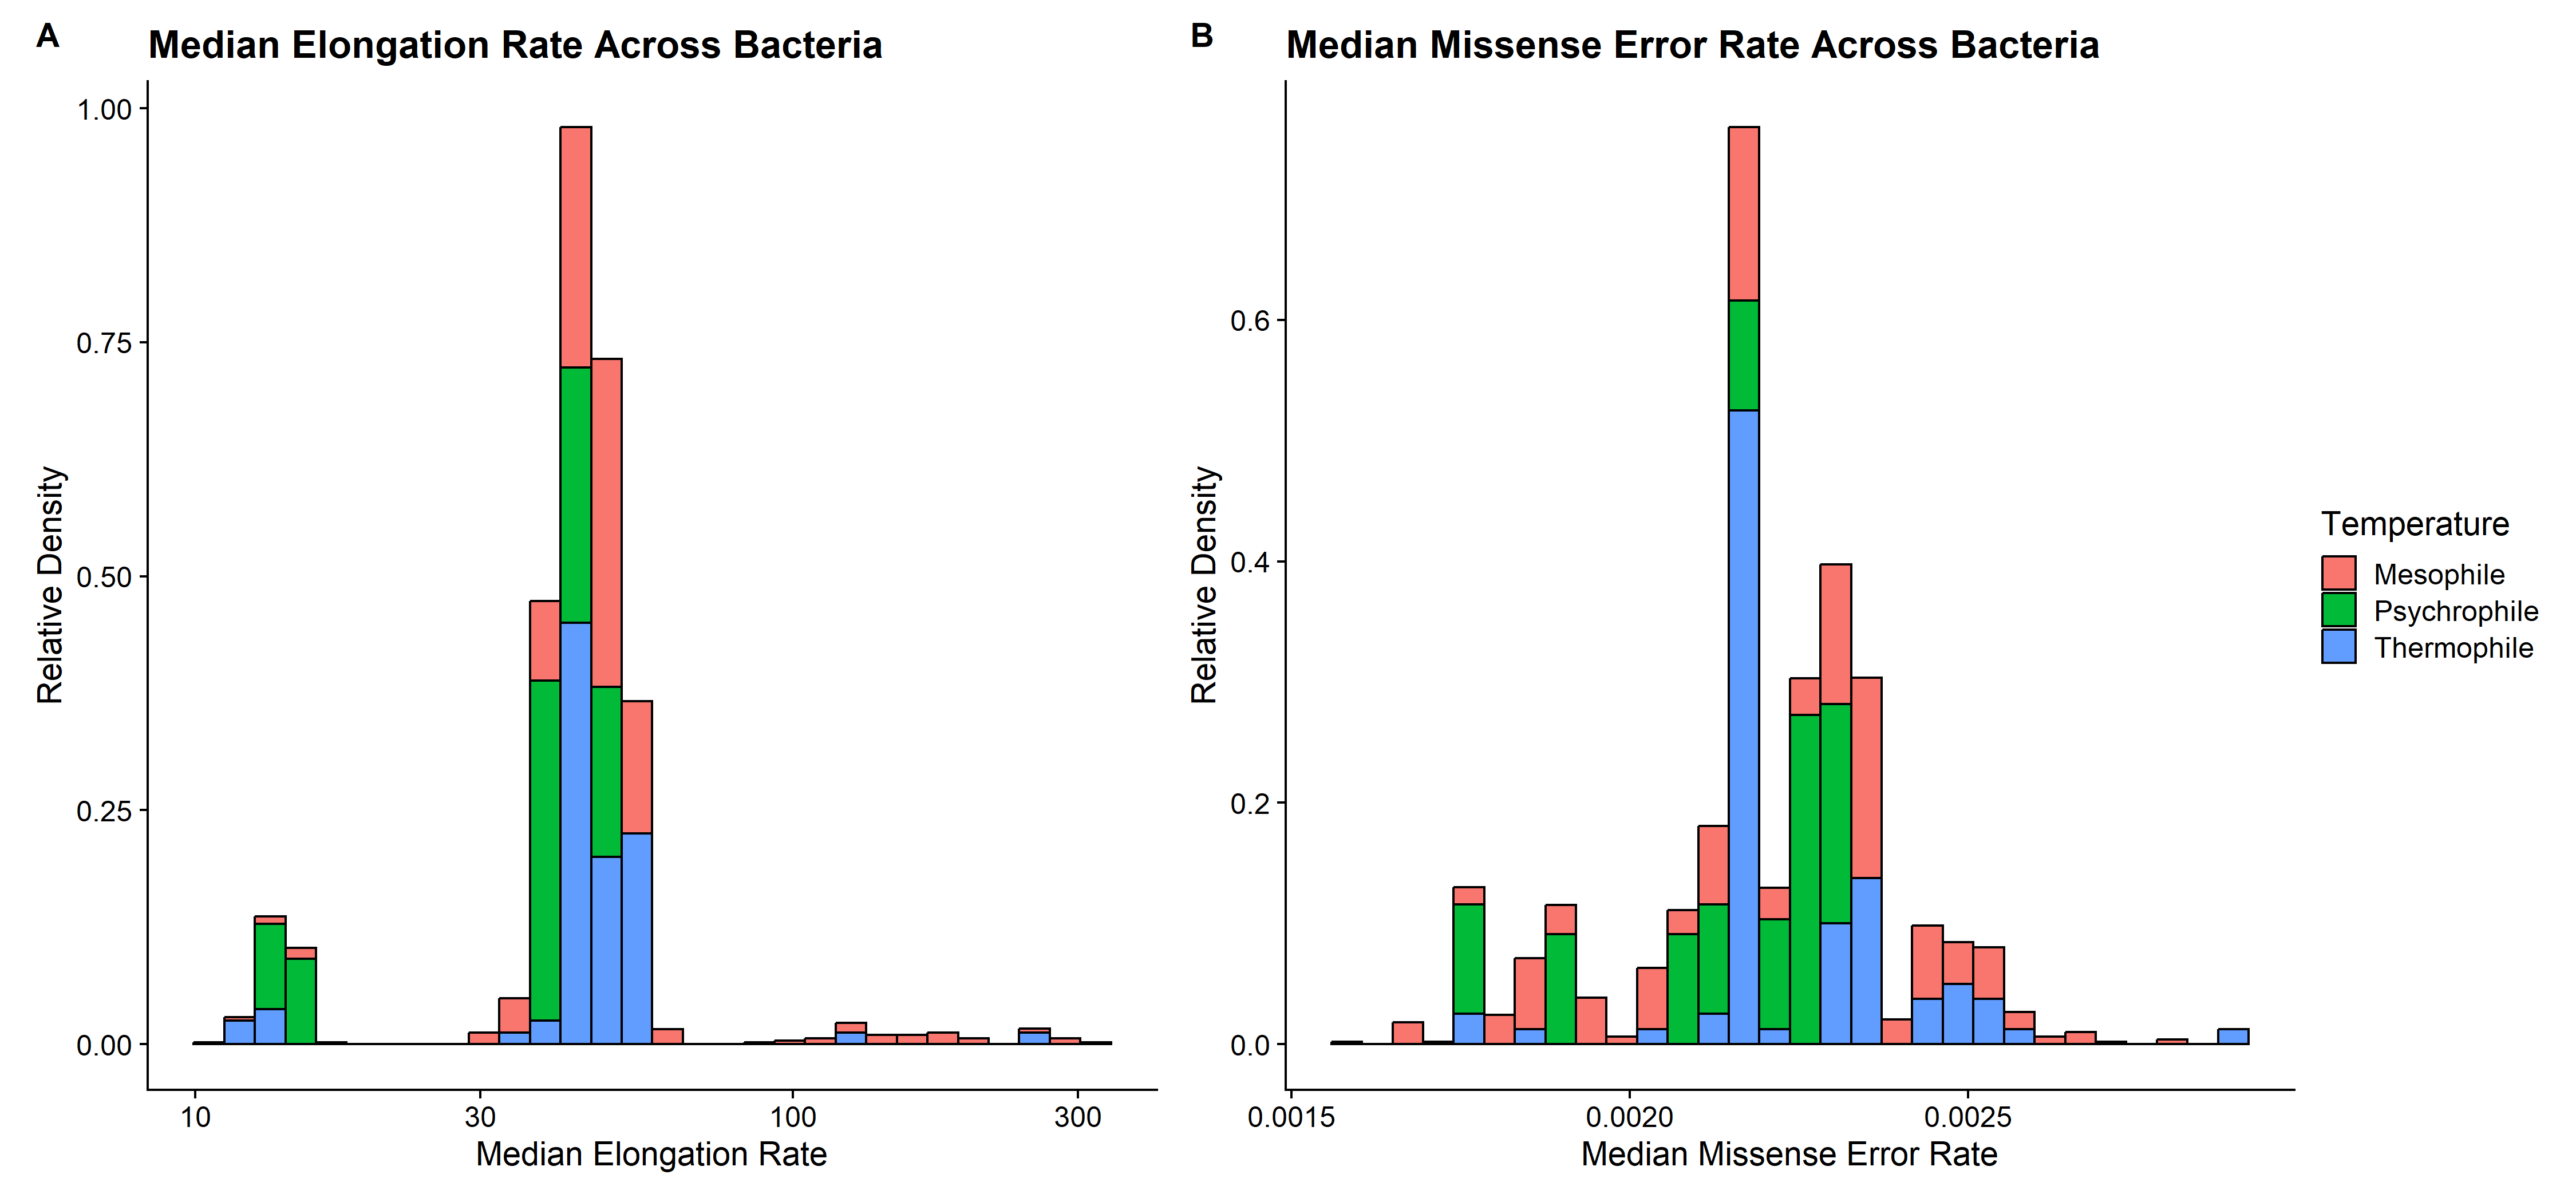 A
Median Elongation Rate Across Bacteria
1.00
0.75
0.50
0.25
0.00
Relative Density
10 30 100 300
Median Elongation Rate
B
Median Missense Error Rate Across Bacteria
0.6
0.4
0.2
0.0
Relative Density
0.0015 0.0020 0.0025
Median Missense Error Rate
Temperature
Mesophile
Psychrophile
Thermophile